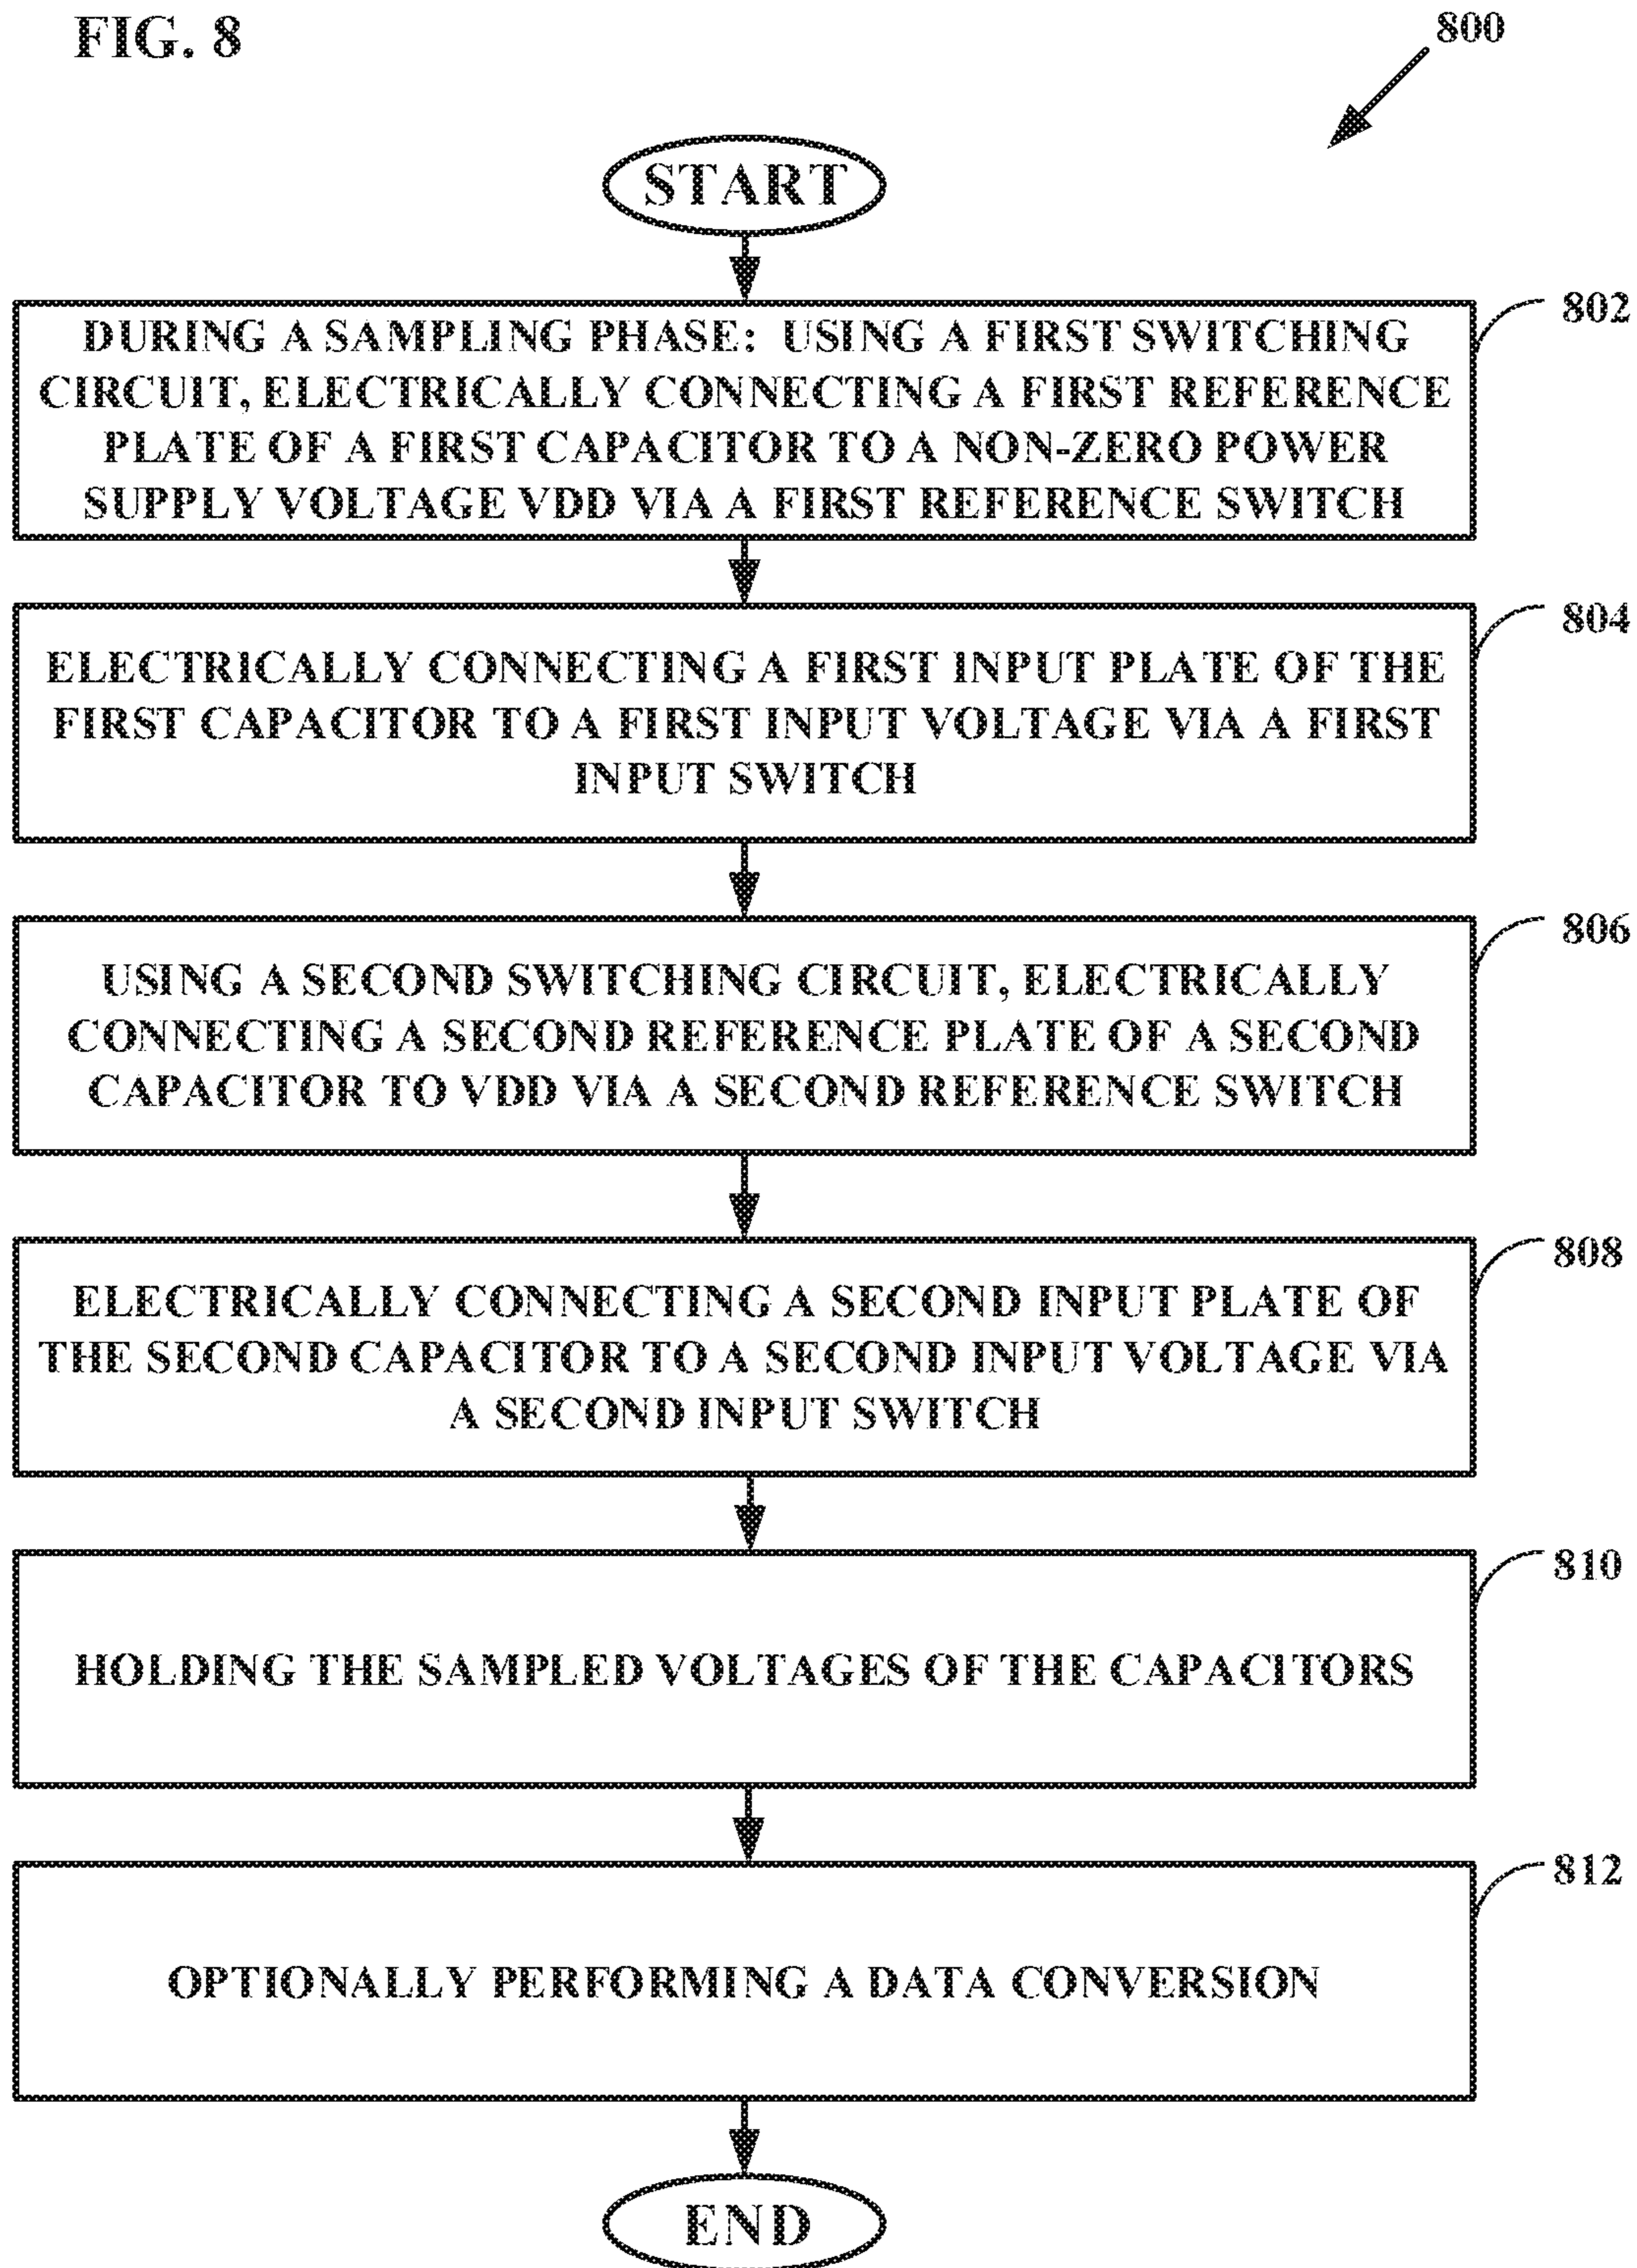 FIG. 8
800
START
DURING A SAMPLING PHASE: USING A FIRST SWITCHING
CIRCUIT, ELECTRICALLY CONNECTING A FIRST REFERENCE
PLATE OF A FIRST CAPACITOR TO A NON-ZERO POWER
SUPPLY VOLTAGE VDD VIA A FIRST REFERENCE SWITCH
802
ELECTRICALLY CONNECTING A FIRST INPUT PLATE OF THE
FIRST CAPACITOR TO A FIRST INPUT VOLTAGE VIA A FIRST
INPUT SWITCH
804
USING A SECOND SWITCHING CIRCUIT, ELECTRICALLY
CONNECTING A SECOND REFERENCE PLATE OF A SECOND
CAPACITOR TO VDD VIA A SECOND REFERENCE SWITCH
806
ELECTRICALLY CONNECTING A SECOND INPUT PLATE OF
THE SECOND CAPACITOR TO A SECOND INPUT VOLTAGE VIA
A SECOND INPUT SWITCH
808
HOLDING THE SAMPLED VOLTAGES OF THE CAPACITORS
810
OPTIONALLY PERFORMING A DATA CONVERSION
812
END